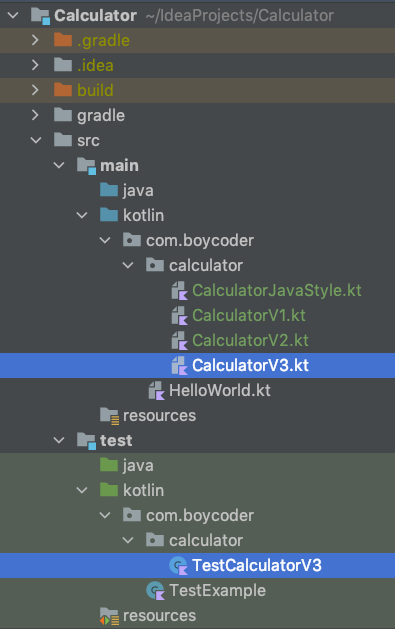 Calculator ~/IdeaProjects/Calculator
.gradle
.idea
build
gradle
src
main
java
kotlin
com.boycoder
calculator
CalculatorJavaStyle.kt
CalculatorV1.kt
CalculatorV2.kt
CalculatorV3.kt
HelloWorld.kt
resources
test
java
kotlin
com.boycoder
calculator
TestCalculatorV3
TestExample
resources